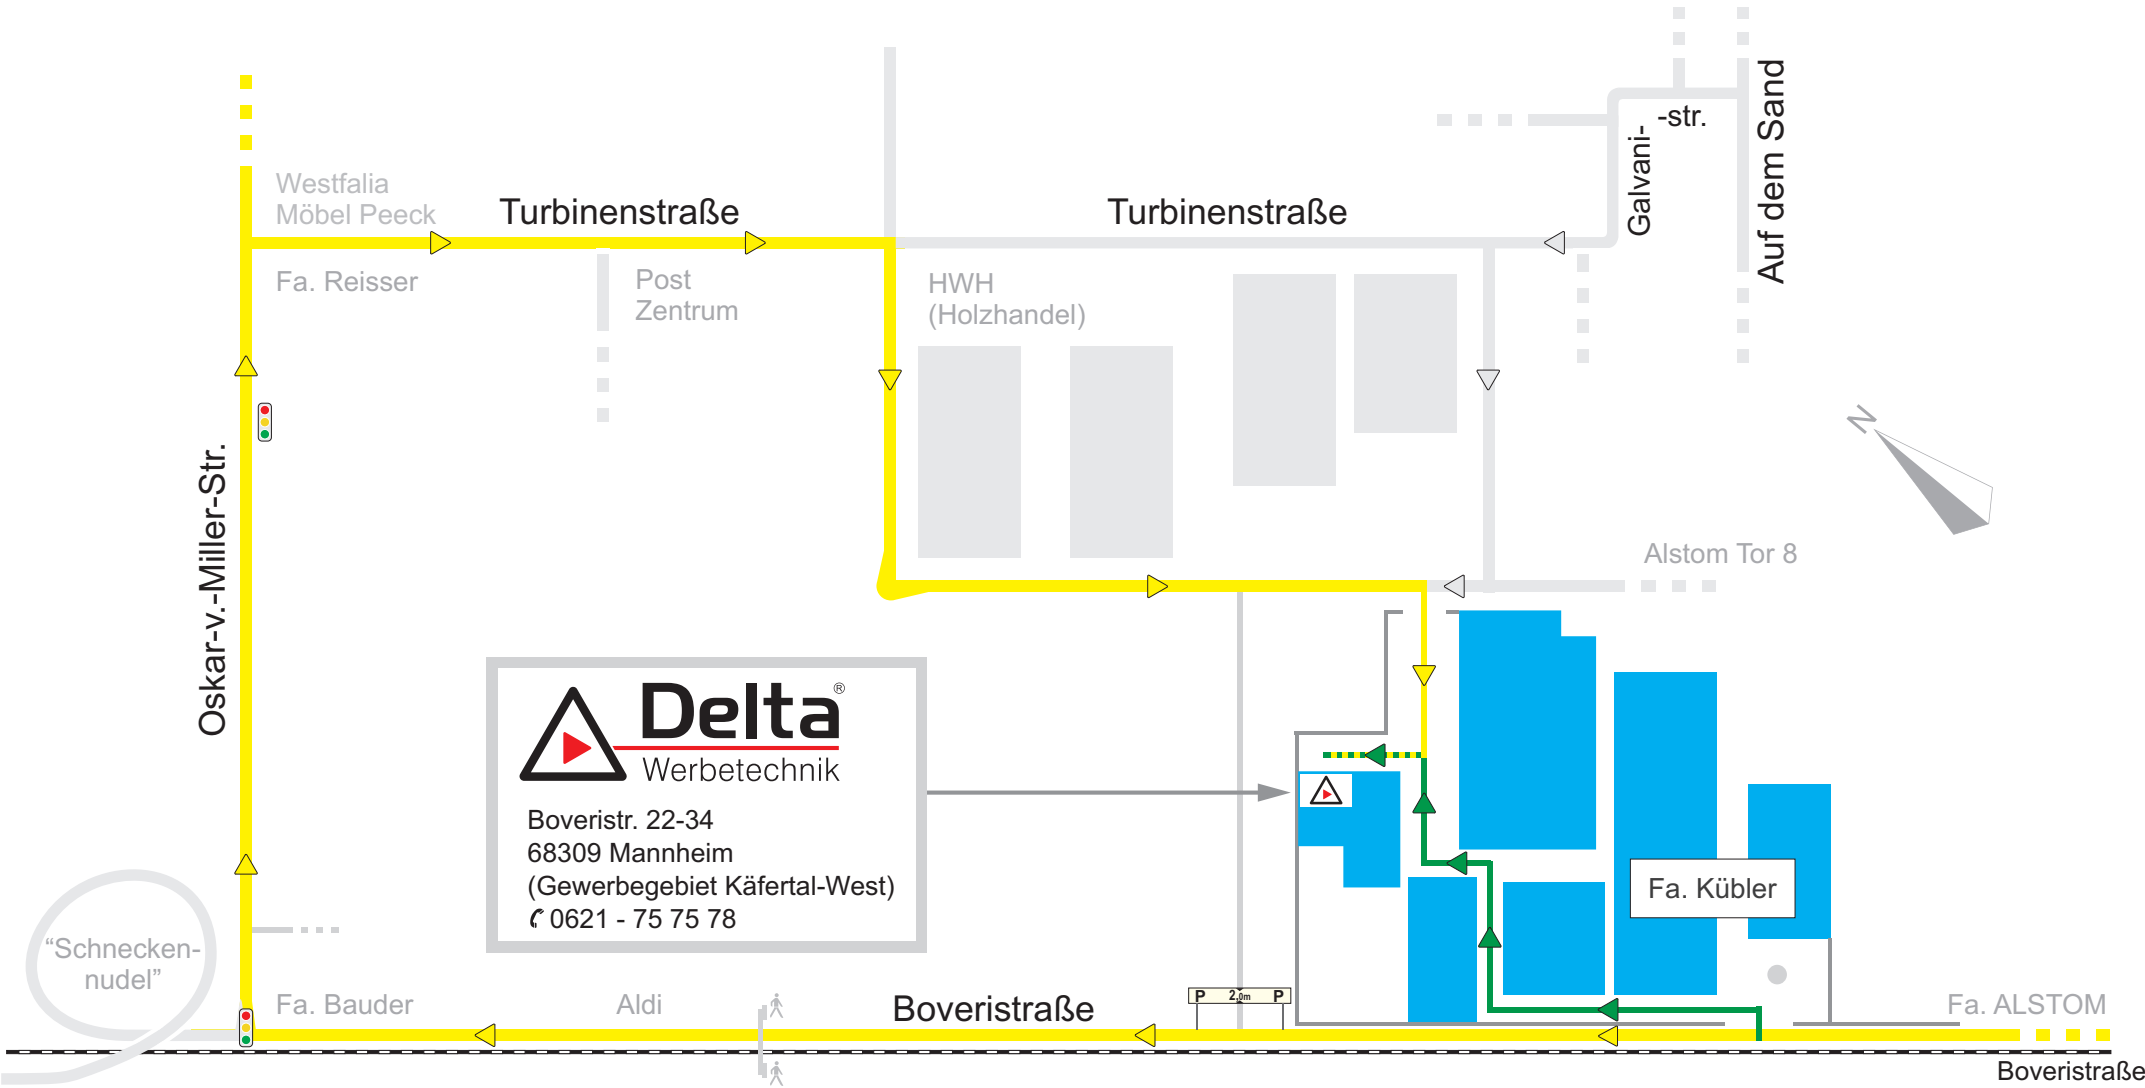 -str.
Galvani-
Auf dem Sand
Westfalia
Möbel Peeck
Turbinenstraße
Turbinenstraße
Fa. Reisser
Post
Zentrum
HWH
(Holzhandel)
N
Oskar-v.-Miller-Str.
Alstom Tor 8
Delta®
Werbetechnik
Boveristr. 22-34
68309 Mannheim
(Gewerbegebiet Käfertal-West)
0621 - 75 75 78
Fa. Kübler
“Schnecken-
nudel”
Fa. Bauder
Aldi
Boveristraße
P 2,0m P
Fa. ALSTOM
Boveristraße